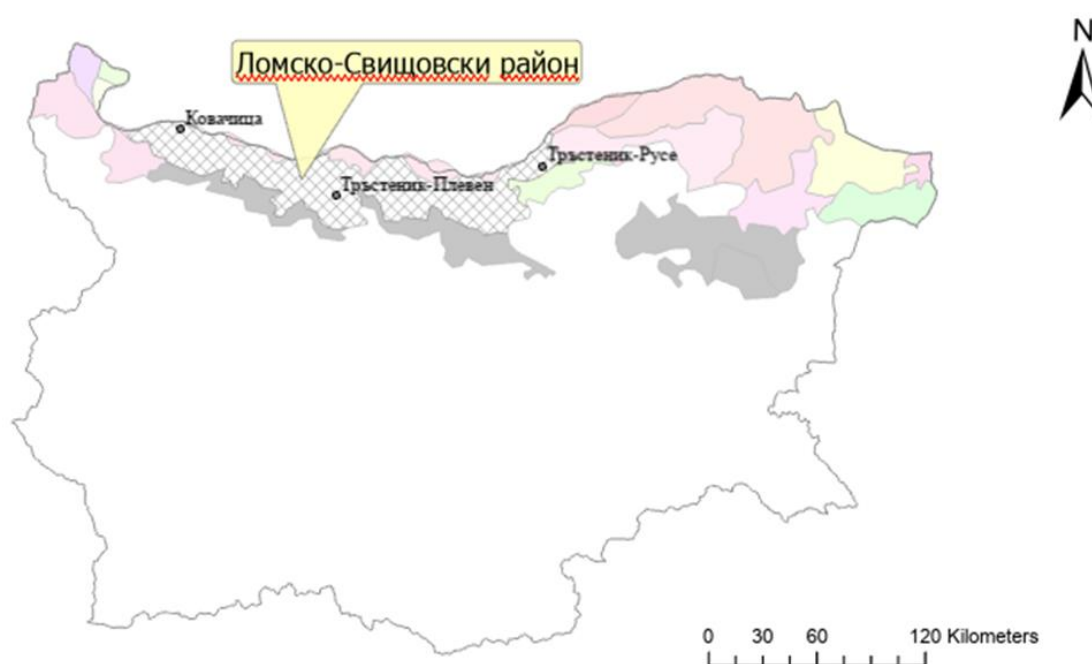 N
Ломско-Свищовски район
Ковачица
Тръстеник-Русе
Тръстеник-Плевен
0 30 60 120 Kilometers